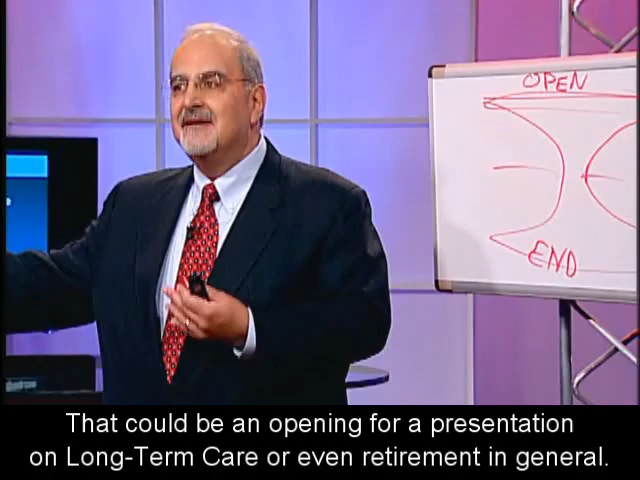 OPEN
END
That could be an opening for a presentation
on Long-Term Care or even retirement in general.